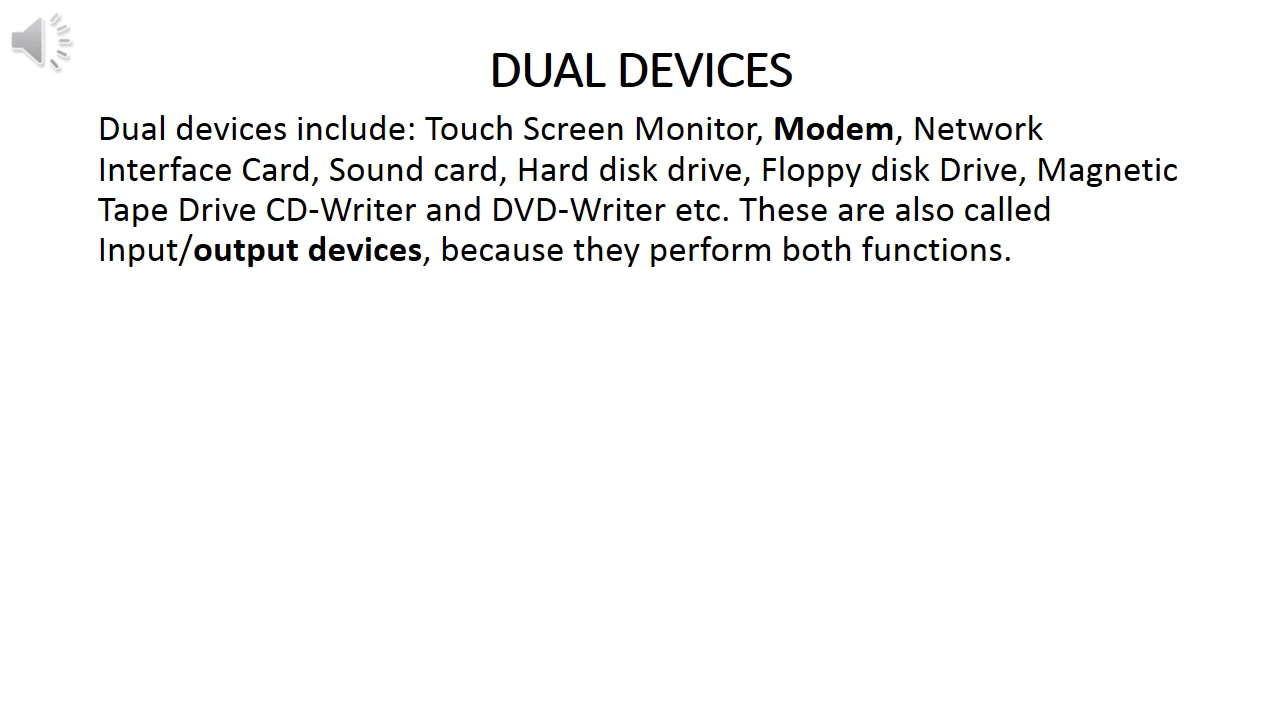 DUAL DEVICES
Dual devices include: Touch Screen Monitor, Modem, Network
Interface Card, Sound card, Hard disk drive, Floppy disk Drive, Magnetic
Tape Drive CD-Writer and DVD-Writer etc. These are also called
Input/output devices, because they perform both functions.